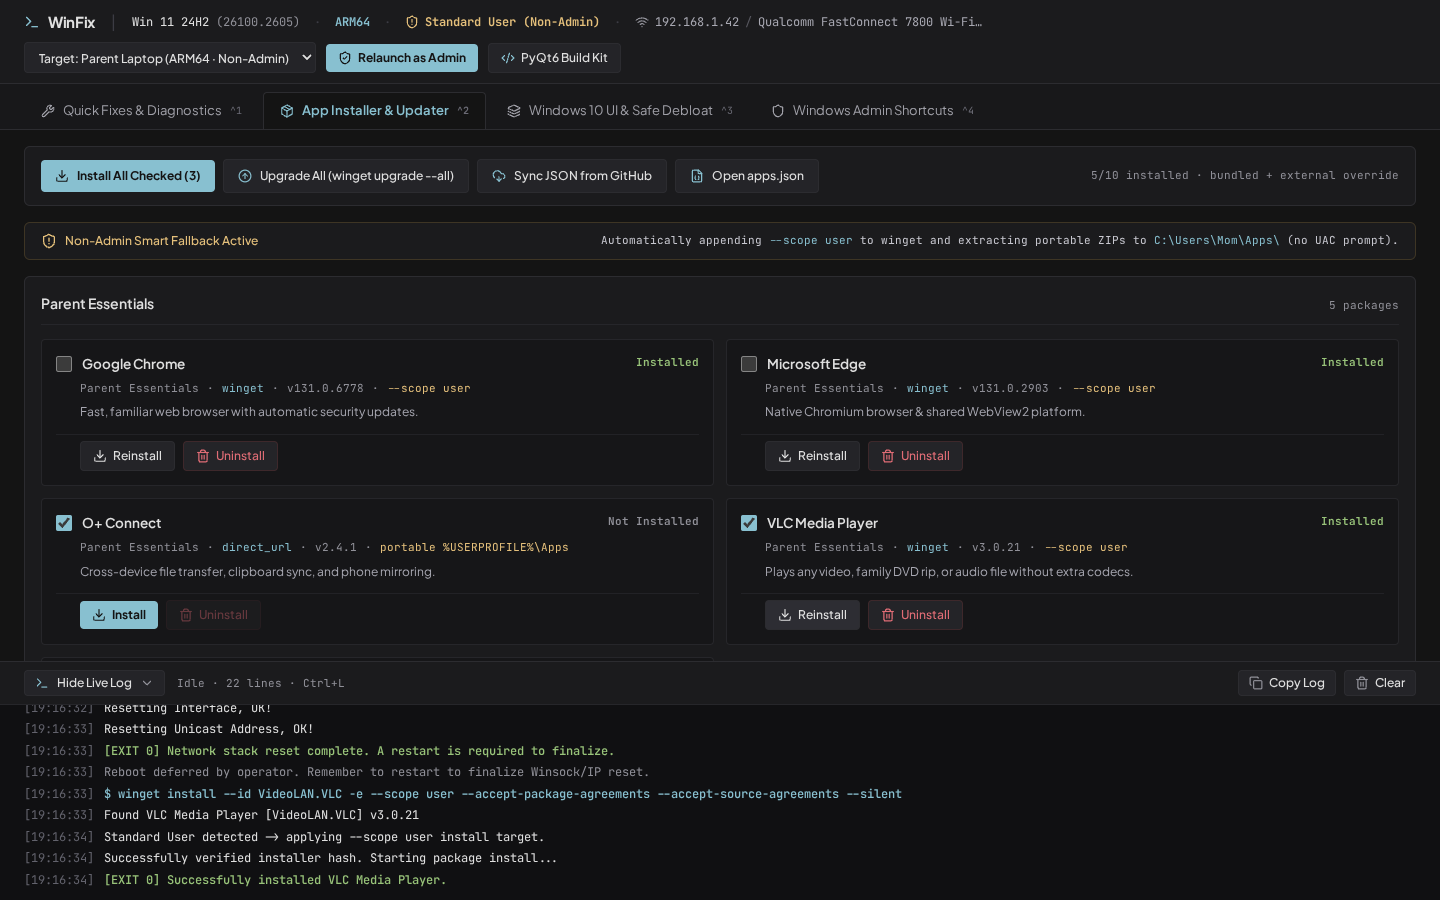 WinFix
Win 11 24H2 (26100.2605) · ARM64 · Standard User (Non-Admin) · 192.168.1.42 / Qualcomm FastConnect 7800 Wi-Fi…
Target: Parent Laptop (ARM64 · Non-Admin)
Relaunch as Admin
PyQt6 Build Kit
Quick Fixes & Diagnostics ^1
App Installer & Updater ^2
Windows 10 UI & Safe Debloat ^3
Windows Admin Shortcuts ^4
Install All Checked (3)
Upgrade All (winget upgrade --all)
Sync JSON from GitHub
Open apps.json
5/10 installed · bundled + external override
Non-Admin Smart Fallback Active
Automatically appending --scope user to winget and extracting portable ZIPs to C:\Users\Mom\Apps\ (no UAC prompt).
Parent Essentials
5 packages
Google Chrome
Installed
Parent Essentials · winget · v131.0.6778 · --scope user
Fast, familiar web browser with automatic security updates.
Reinstall
Uninstall
Microsoft Edge
Installed
Parent Essentials · winget · v131.0.2903 · --scope user
Native Chromium browser & shared WebView2 platform.
Reinstall
Uninstall
O+ Connect
Not Installed
Parent Essentials · direct_url · v2.4.1 · portable %USERPROFILE%\Apps
Cross-device file transfer, clipboard sync, and phone mirroring.
Install
Uninstall
VLC Media Player
Installed
Parent Essentials · winget · v3.0.21 · --scope user
Plays any video, family DVD rip, or audio file without extra codecs.
Reinstall
Uninstall
Hide Live Log
Idle · 22 lines · Ctrl+L
Copy Log
Clear
[19:16:32] Resetting Interface, OK!
[19:16:33] Resetting Unicast Address, OK!
[19:16:33] [EXIT 0] Network stack reset complete. A restart is required to finalize.
[19:16:33] Reboot deferred by operator. Remember to restart to finalize Winsock/IP reset.
[19:16:33] $ winget install --id VideoLAN.VLC -e --scope user --accept-package-agreements --accept-source-agreements --silent
[19:16:33] Found VLC Media Player [VideoLAN.VLC] v3.0.21
[19:16:34] Standard User detected → applying --scope user install target.
[19:16:34] Successfully verified installer hash. Starting package install...
[19:16:34] [EXIT 0] Successfully installed VLC Media Player.